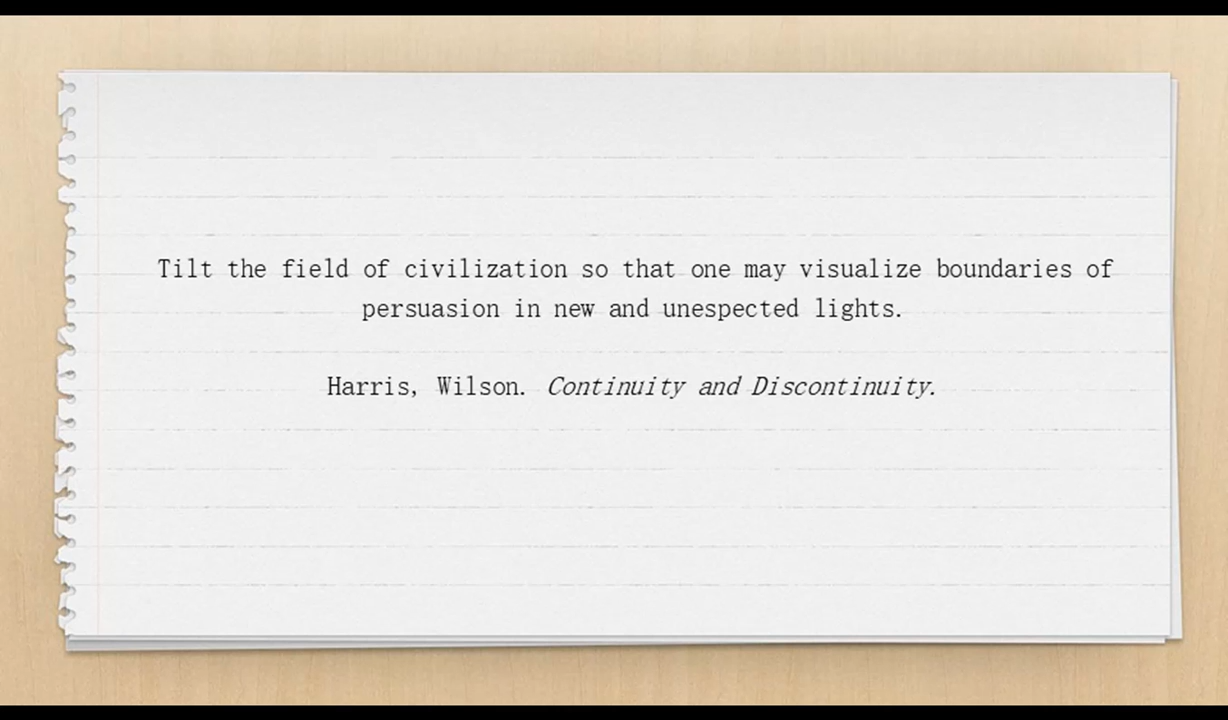 Tilt the field of civilization so that one may visualize boundaries of
persuasion in new and unespected lights.
Harris, Wilson. Continuity and Discontinuity.